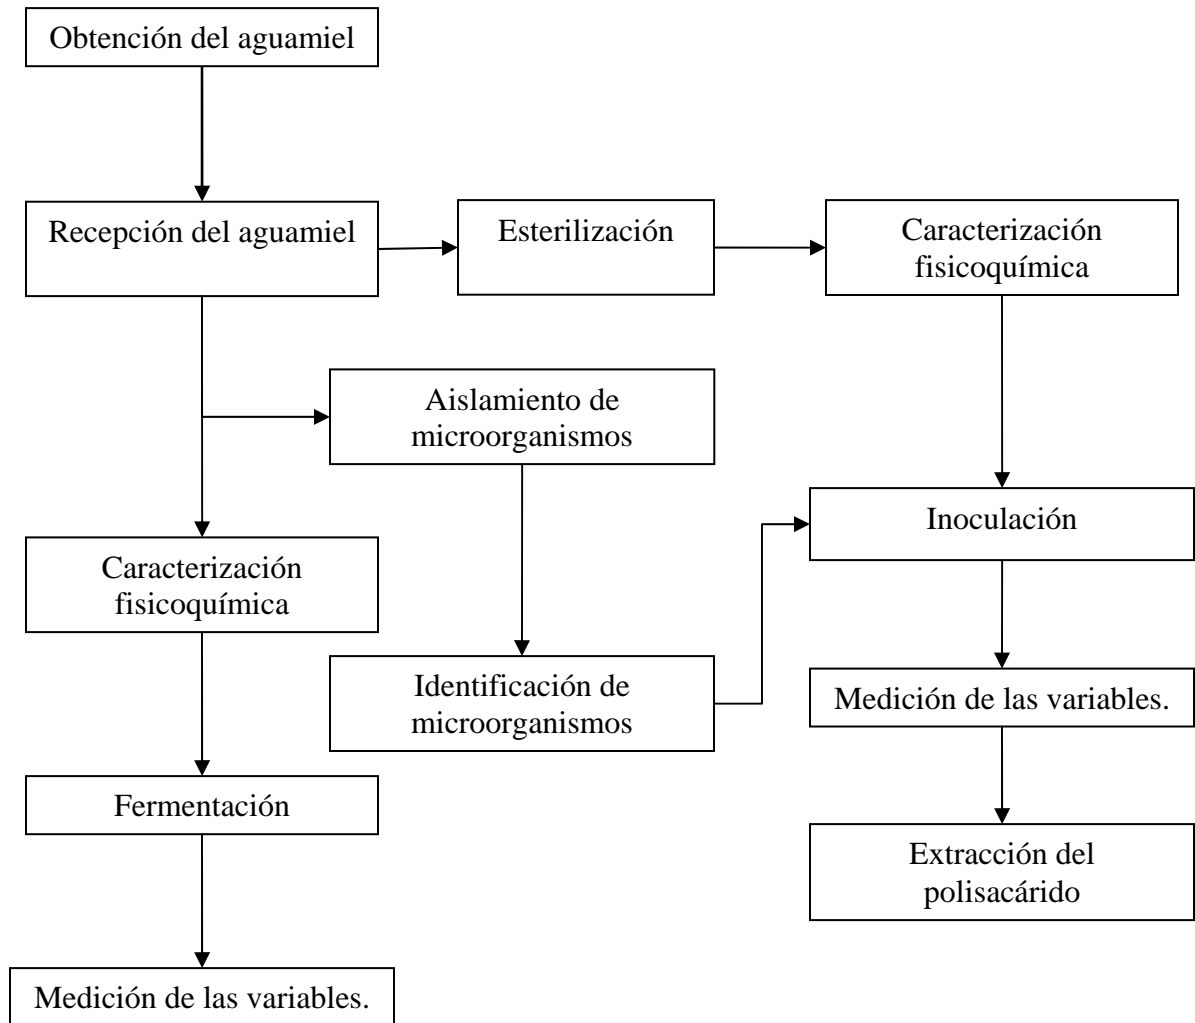 Obtención del aguamiel
Recepción del aguamiel
Esterilización
Caracterización
fisicoquímica
Aislamiento de
microorganismos
Inoculación
Caracterización
fisicoquímica
Identificación de
microorganismos
Medición de las variables.
Fermentación
Extracción del
polisacárido
Medición de las variables.